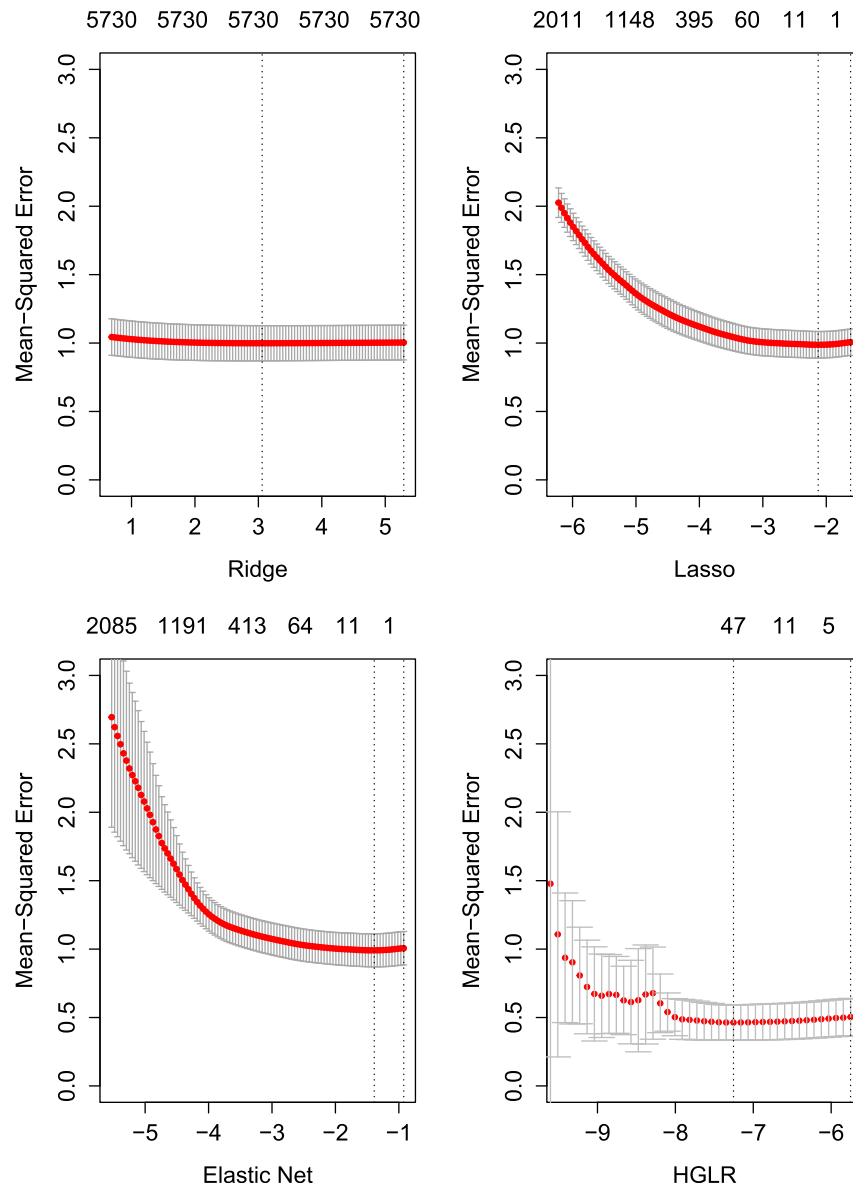 5730 5730 5730 5730 5730
Mean−Squared Error
0.0 0.5 1.0 1.5 2.0 2.5 3.0
1 2 3 4 5
Ridge
2011 1148 395 60 11 1
Mean−Squared Error
0.0 0.5 1.0 1.5 2.0 2.5 3.0
−6 −5 −4 −3 −2
Lasso
2085 1191 413 64 11 1
Mean−Squared Error
0.0 0.5 1.0 1.5 2.0 2.5 3.0
−5 −4 −3 −2 −1
Elastic Net
47 11 5
Mean−Squared Error
0.0 0.5 1.0 1.5 2.0 2.5 3.0
−9 −8 −7 −6
HGLR